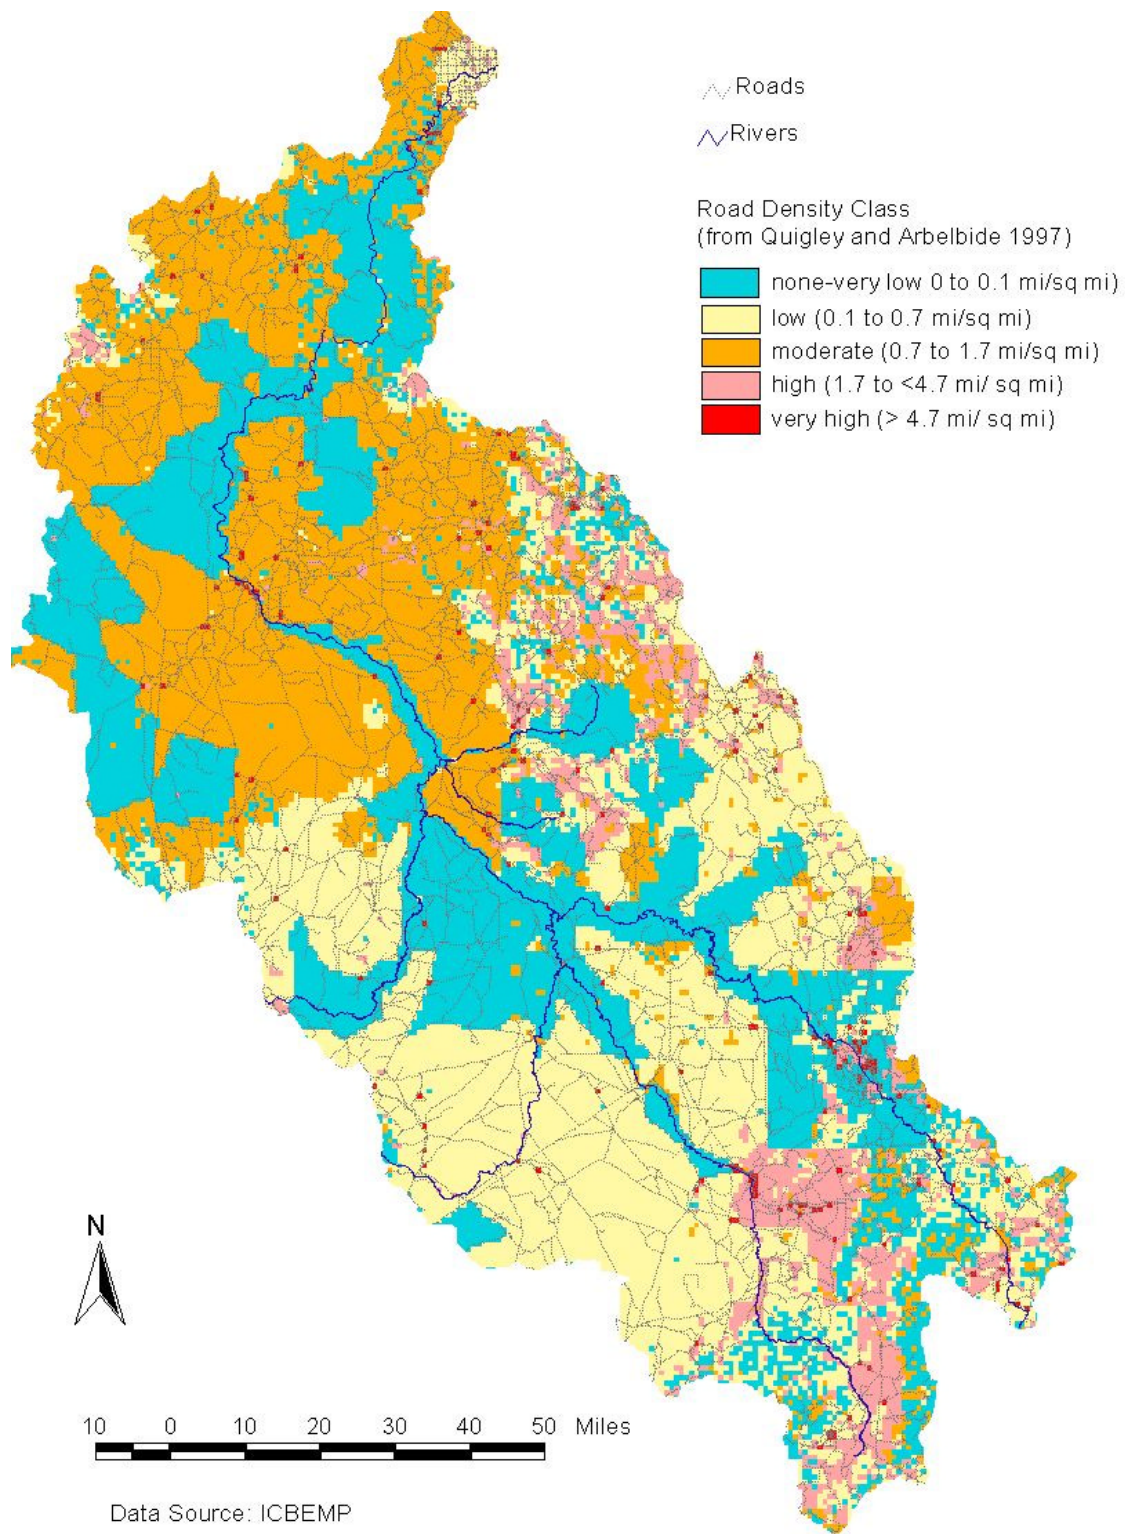 Roads
Rivers
Road Density Class
(from Quigley and Arbelbide 1997)
none-very low 0 to 0.1 mi/sq mi)
low (0.1 to 0.7 mi/sq mi)
moderate (0.7 to 1.7 mi/sq mi)
high (1.7 to <4.7 mi/ sq mi)
very high (> 4.7 mi/ sq mi)
N
10 0 10 20 30 40 50 Miles
Data Source: ICBEMP